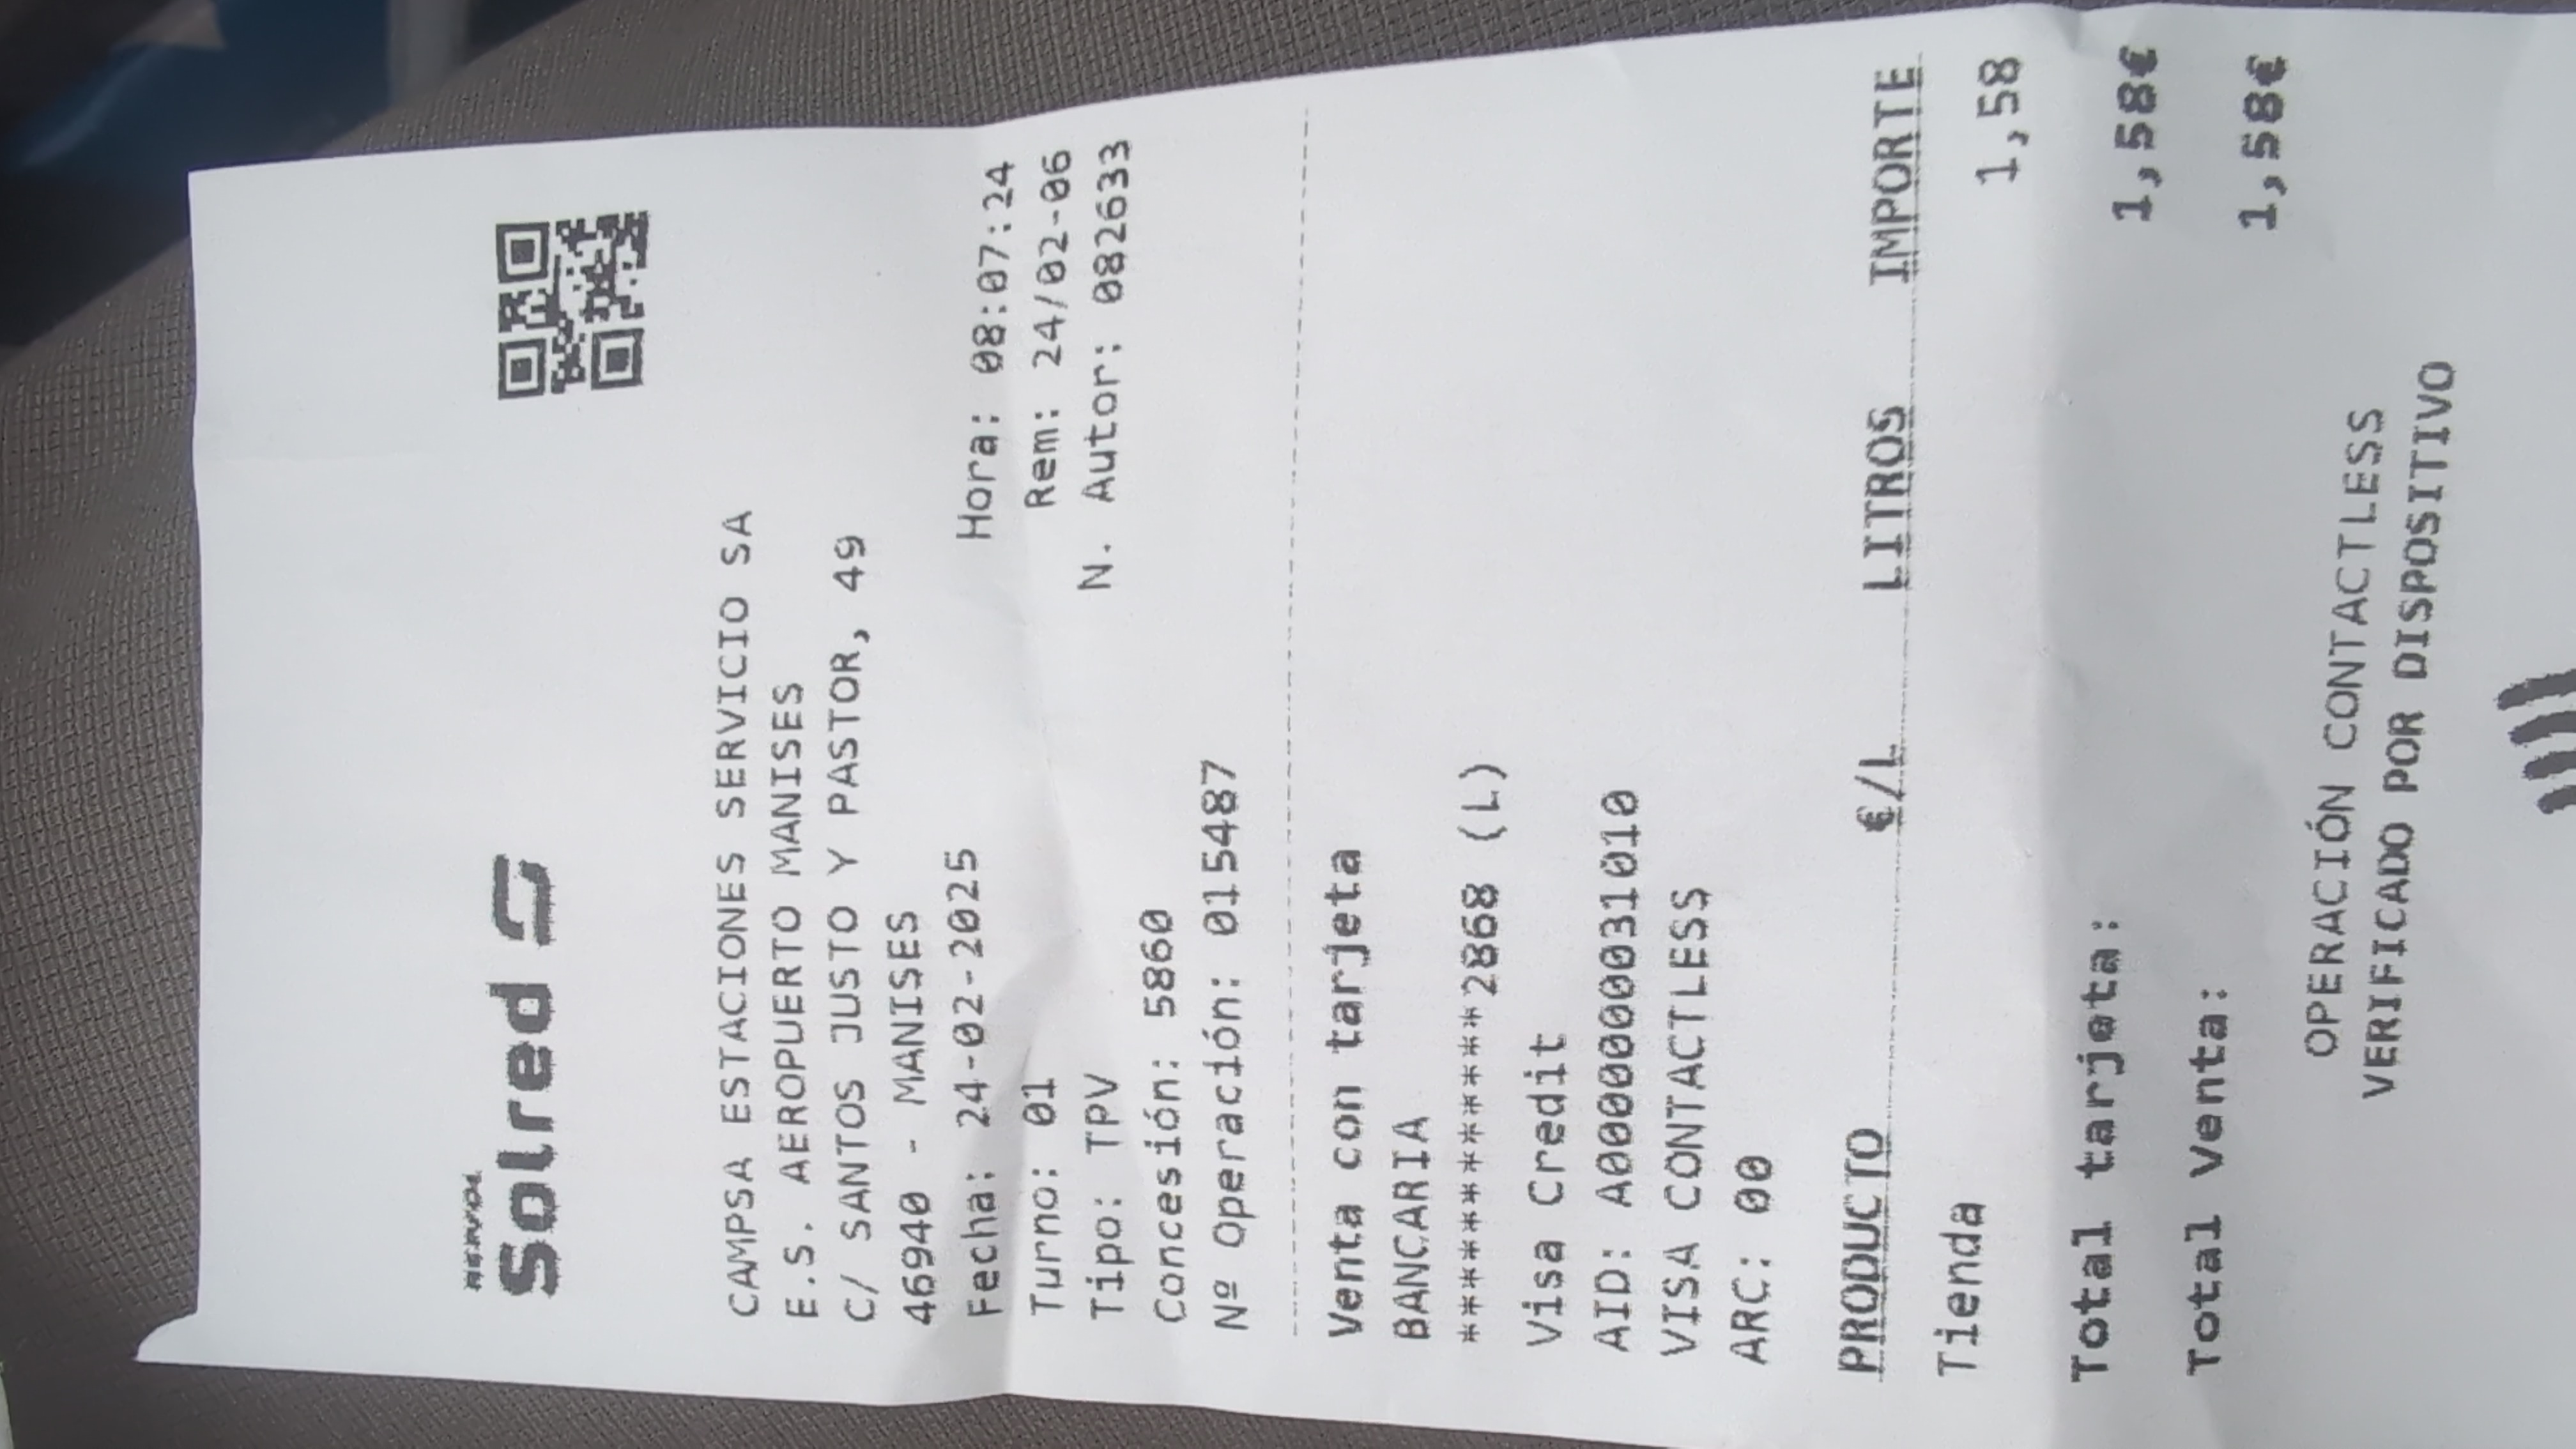 REPSOL
Solred
CAMPSA ESTACIONES SERVICIO SA
E.S. AEROPUERTO MANISES
C/ SANTOS JUSTO Y PASTOR, 49
46940 - MANISES
Fecha: 24-02-2025 Hora: 08:07:24
Turno: 01 Rem: 24/02-06
Tipo: TPV N. Autor: 082633
Concesión: 5860
Nº Operación: 015487
Venta con tarjeta
BANCARIA
************2868 (L)
Visa Credit
AID: A0000000031010
VISA CONTACTLESS
ARC: 00
PRODUCTO €/L LITROS IMPORTE
Tienda 1,58
Total tarjeta: 1,58€
Total Venta: 1,58€
OPERACIÓN CONTACTLESS
VERIFICADO POR DISPOSITIVO